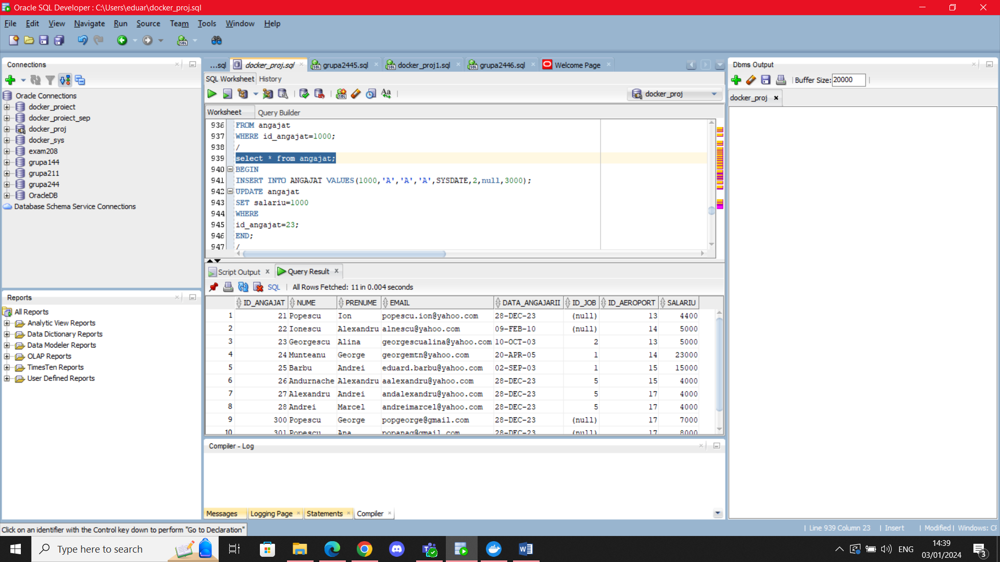 Oracle SQL Developer : C:\Users\eduar\docker_proj.sql
File Edit View Navigate Run Source Team Tools Window Help
SQL
Connections
Oracle Connections
docker_proiect
docker_proiect_sep
docker_proj
docker_sys
exam208
grupa144
grupa211
grupa244
OracleDB
Database Schema Service Connections
Reports
All Reports
Analytic View Reports
Data Dictionary Reports
Data Modeler Reports
OLAP Reports
TimesTen Reports
User Defined Reports
...sql docker_proj.sql grupa2445.sql docker_proj1.sql grupa2446.sql Welcome Page
SQL Worksheet History
docker_proj
Worksheet Query Builder
936 FROM angajat
937 WHERE id_angajat=1000;
938 /
939 select * from angajat;
940 BEGIN
941 INSERT INTO ANGAJAT VALUES(1000,'A','A','A',SYSDATE,2,null,3000);
942 UPDATE angajat
943 SET salariu=1000
944 WHERE
945 id_angajat=23;
946 END;
947 /
Script Output Query Result
SQL | All Rows Fetched: 11 in 0.004 seconds
ID_ANGAJAT NUME PRENUME EMAIL DATA_ANGAJARII ID_JOB ID_AEROPORT SALARIU
1 21 Popescu Ion popescu.ion@yahoo.com 28-DEC-23 (null) 13 4400
2 22 Ionescu Alexandru alnescu@yahoo.com 09-FEB-10 (null) 14 5000
3 23 Georgescu Alina georgescualina@yahoo.com 10-OCT-03 2 13 5000
4 24 Munteanu George georgemtn@yahoo.com 20-APR-05 1 14 23000
5 25 Barbu Andrei eduard.barbu@yahoo.com 02-SEP-03 1 15 15000
6 26 Andurnache Alexandru aalexandru@yahoo.com 28-DEC-23 5 15 4000
7 27 Alexandru Andrei andalexandru@yahoo.com 28-DEC-23 5 17 4000
8 28 Andrei Marcel andreimarcel@yahoo.com 28-DEC-23 5 17 4000
9 300 Popescu George popgeorge@gmail.com 28-DEC-23 (null) 17 7000
10 301 Popescu Ana popanag@gmail.com 28-DEC-23 (null) 17 8000
Compiler - Log
Messages Logging Page Statements Compiler
Dbms Output
Buffer Size: 20000
docker_proj
Click on an identifier with the Control key down to perform "Go to Declaration"
Line 939 Column 23 | Insert | Modified | Windows: CF
Type here to search
ENG
14:39
03/01/2024
3